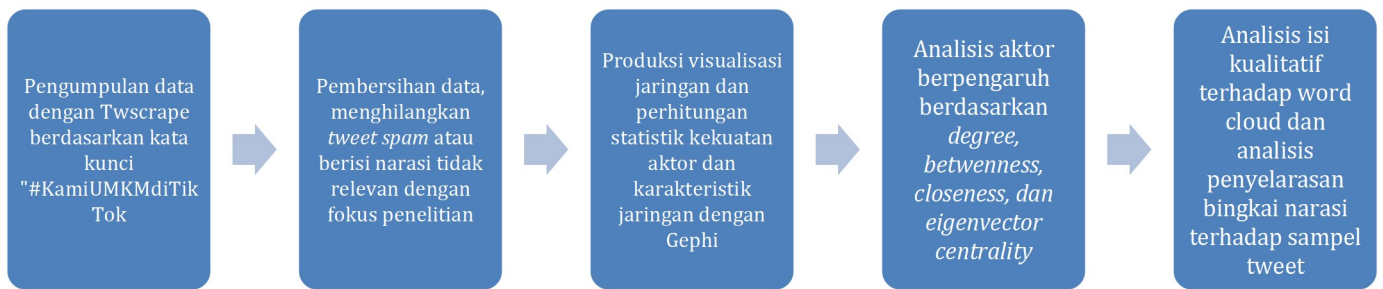 Pengumpulan data
dengan Twscrape
berdasarkan kata
kunci
"#KamiUMKMdiTik
Tok
Pembersihan data,
menghilangkan
tweet spam atau
berisi narasi tidak
relevan dengan
fokus penelitian
Produksi visualisasi
jaringan dan
perhitungan
statistik kekuatan
aktor dan
karakteristik
jaringan dengan
Gephi
Analisis aktor
berpengaruh
berdasarkan
degree,
betwenness,
closeness, dan
eigenvector
centrality
Analisis isi
kualitatif
terhadap word
cloud dan
analisis
penyelarasan
bingkai narasi
terhadap sampel
tweet